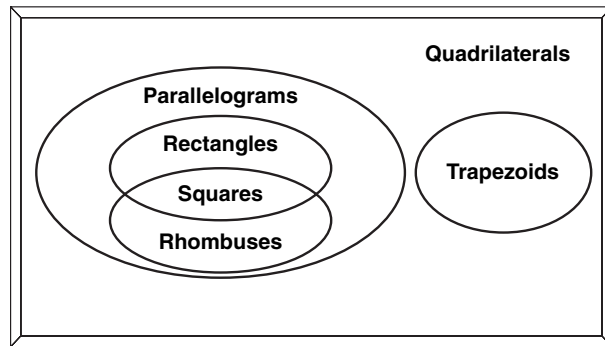 Quadrilaterals
Parallelograms
Rectangles
Squares
Rhombuses
Trapezoids